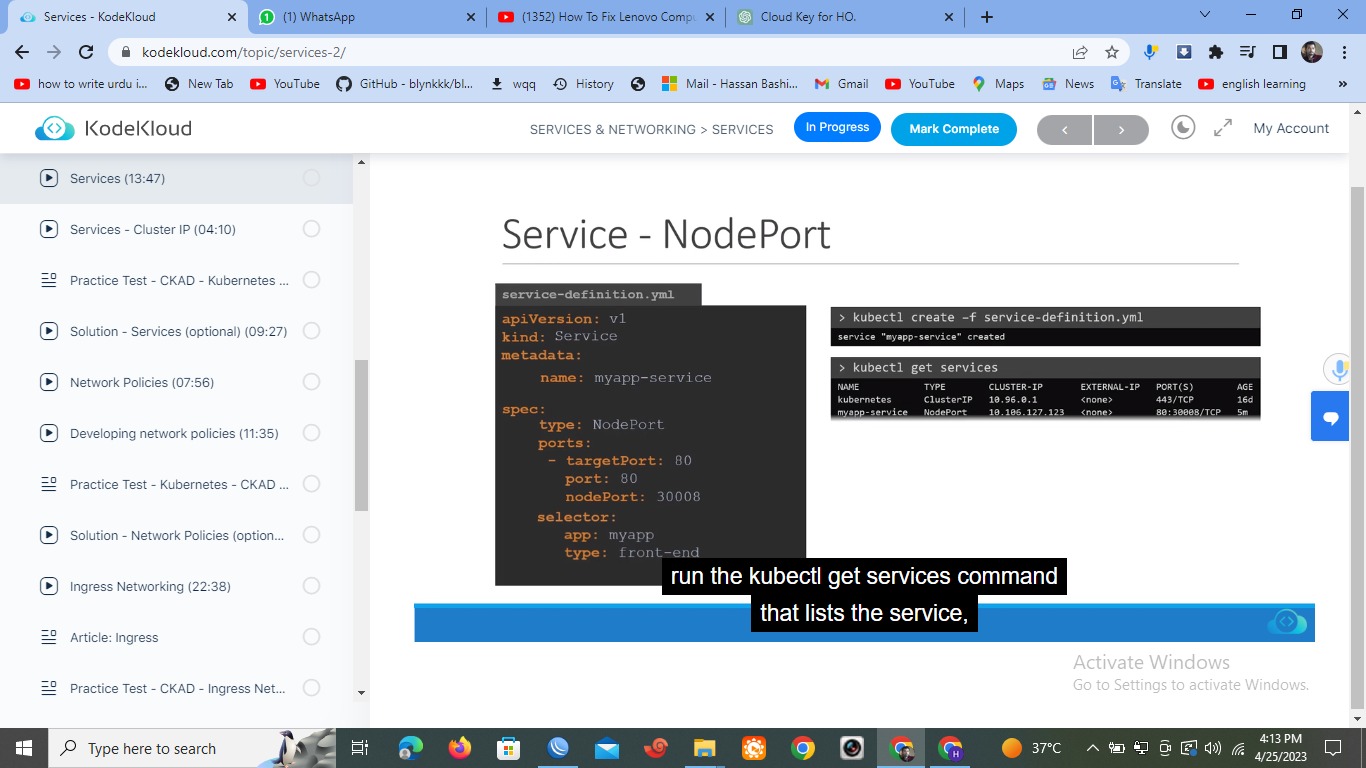 Services - KodeKloud
(1) WhatsApp
(1352) How To Fix Lenovo Compu
Cloud Key for HO.
kodekloud.com/topic/services-2/
how to write urdu i...
New Tab
YouTube
GitHub - blynkkk/bl...
wqq
History
Mail - Hassan Bashi...
Gmail
YouTube
Maps
News
Translate
english learning
»
KodeKloud
SERVICES & NETWORKING > SERVICES
In Progress
Mark Complete
My Account
Services (13:47)
Services - Cluster IP (04:10)
Practice Test - CKAD - Kubernetes ...
Solution - Services (optional) (09:27)
Network Policies (07:56)
Developing network policies (11:35)
Practice Test - Kubernetes - CKAD ...
Solution - Network Policies (option...
Ingress Networking (22:38)
Article: Ingress
Practice Test - CKAD - Ingress Net...
Service - NodePort
service-definition.yml
apiVersion: v1
kind: Service
metadata:
name: myapp-service
spec:
type: NodePort
ports:
- targetPort: 80
port: 80
nodePort: 30008
selector:
app: myapp
type: front-end
> kubectl create –f service-definition.yml
service "myapp-service" created
> kubectl get services
NAME TYPE CLUSTER-IP EXTERNAL-IP PORT(S) AGE
kubernetes ClusterIP 10.96.0.1 <none> 443/TCP 16d
myapp-service NodePort 10.106.127.123 <none> 80:30008/TCP 5m
run the kubectl get services command
that lists the service,
Activate Windows
Go to Settings to activate Windows.
Type here to search
H
37°C
4:13 PM
4/25/2023